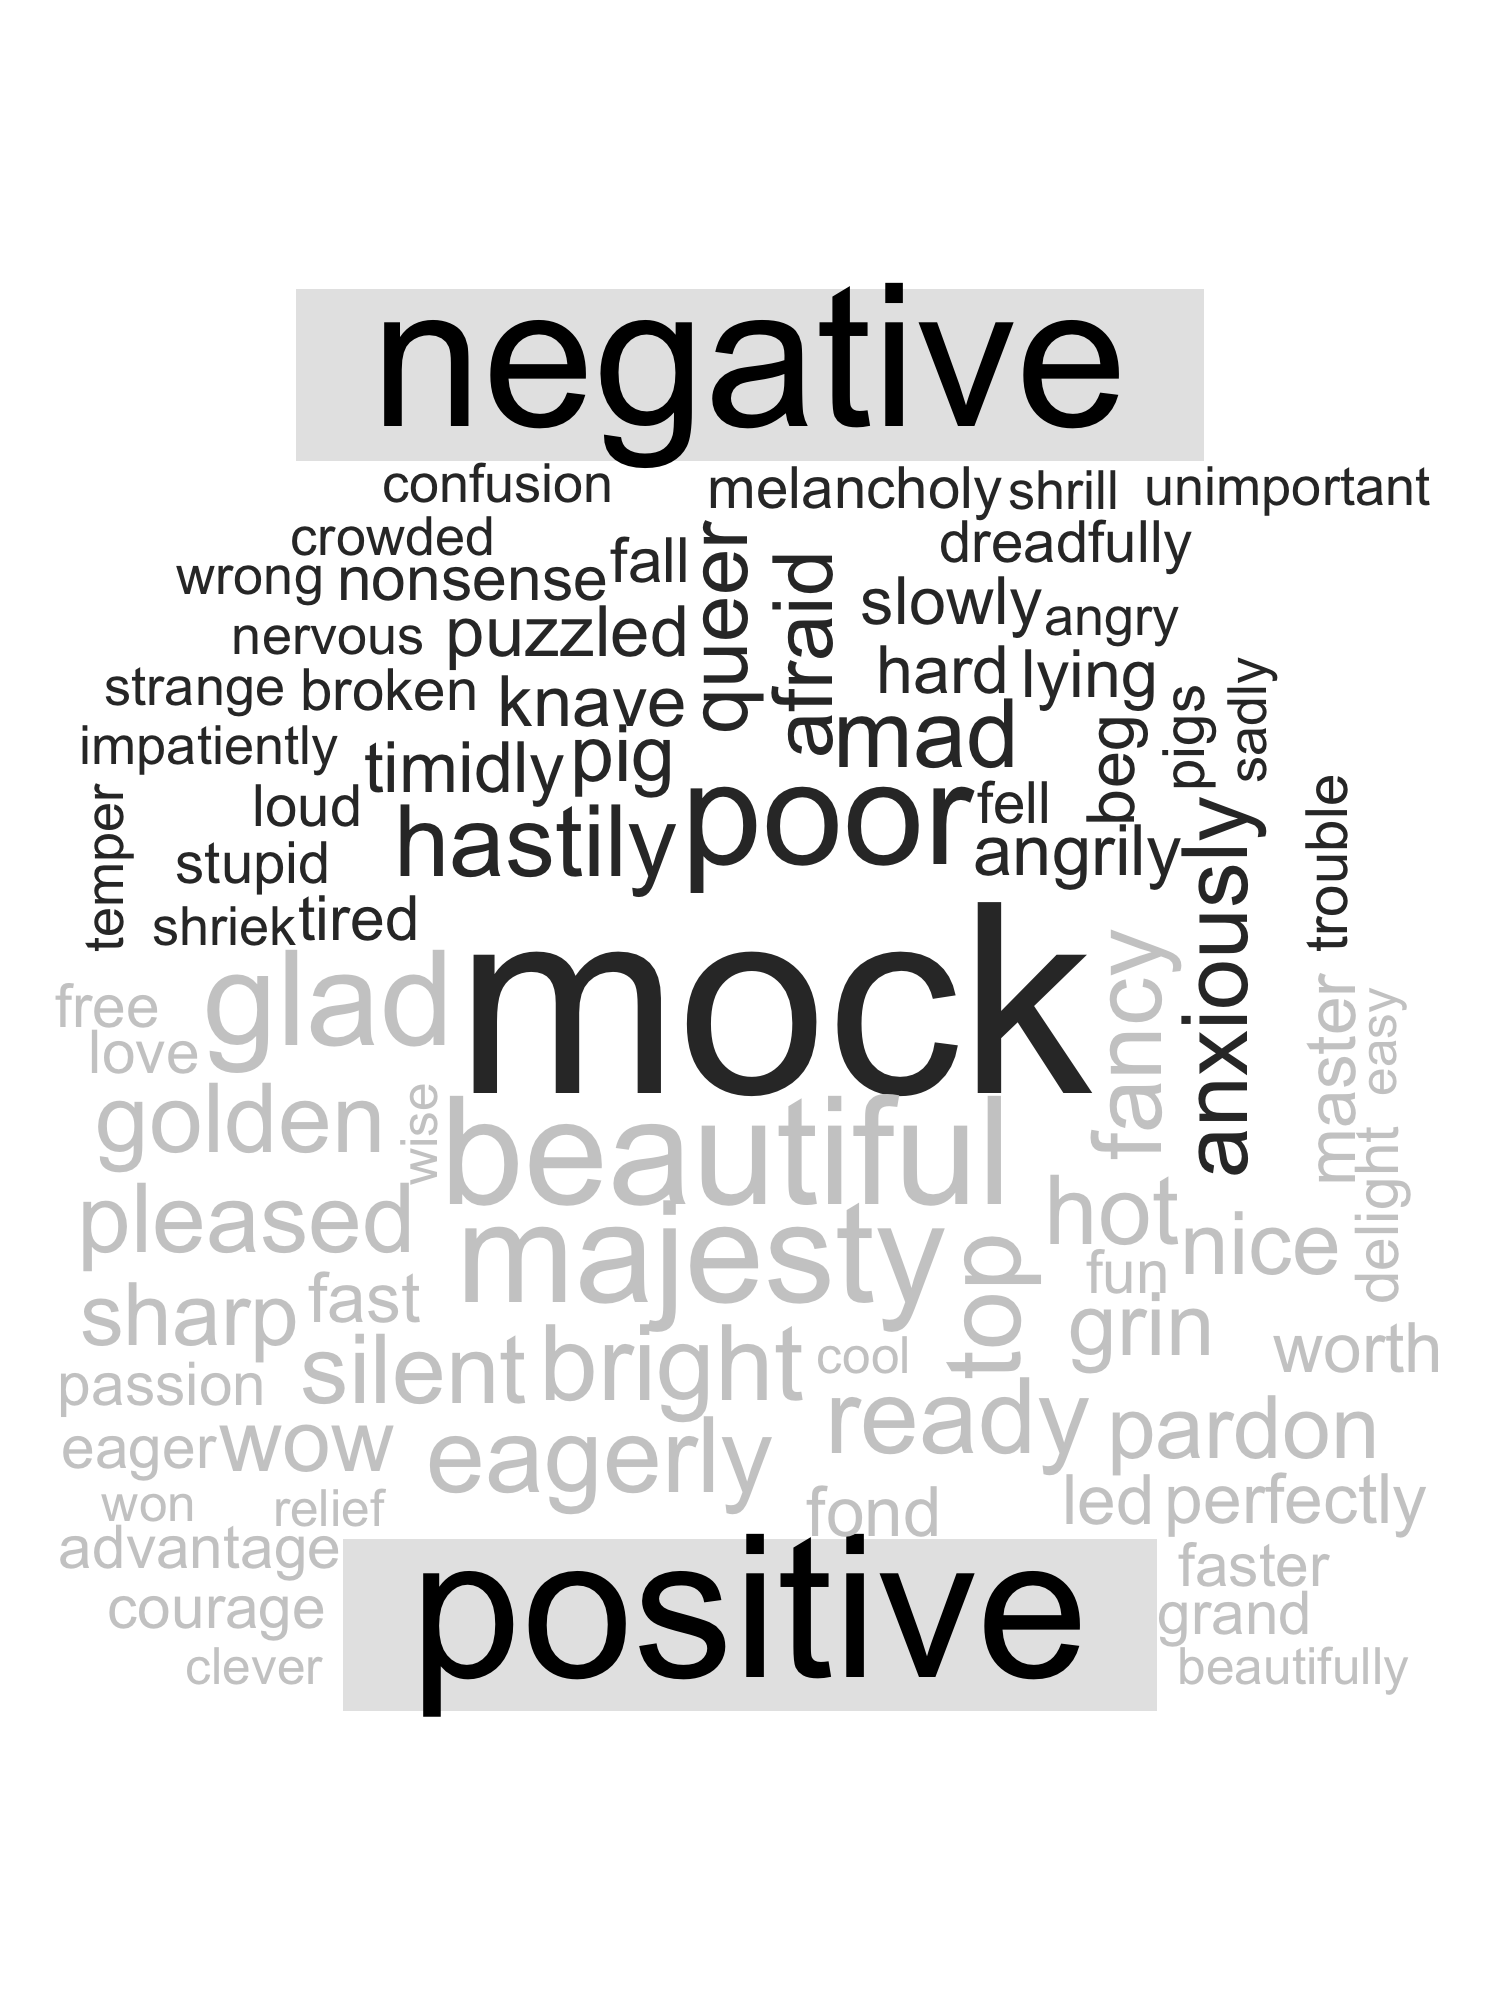 negative
confusion melancholy shrill unimportant
crowded dreadfully
wrong nonsense fall queer afraid slowly angry
nervous puzzled hard lying
strange broken knave mad beg pigs sadly
impatiently timidly pig
temper loud hastily poor fell trouble
stupid angrily anxiously
shriek tired
mock
free glad fancy master easy
love
golden wise beautiful
pleased majesty hot nice delight
sharp fast top fun grin
passion silent bright cool worth
eager wow eagerly ready pardon
won relief fond led perfectly
advantage faster
positive
courage grand
clever beautifully